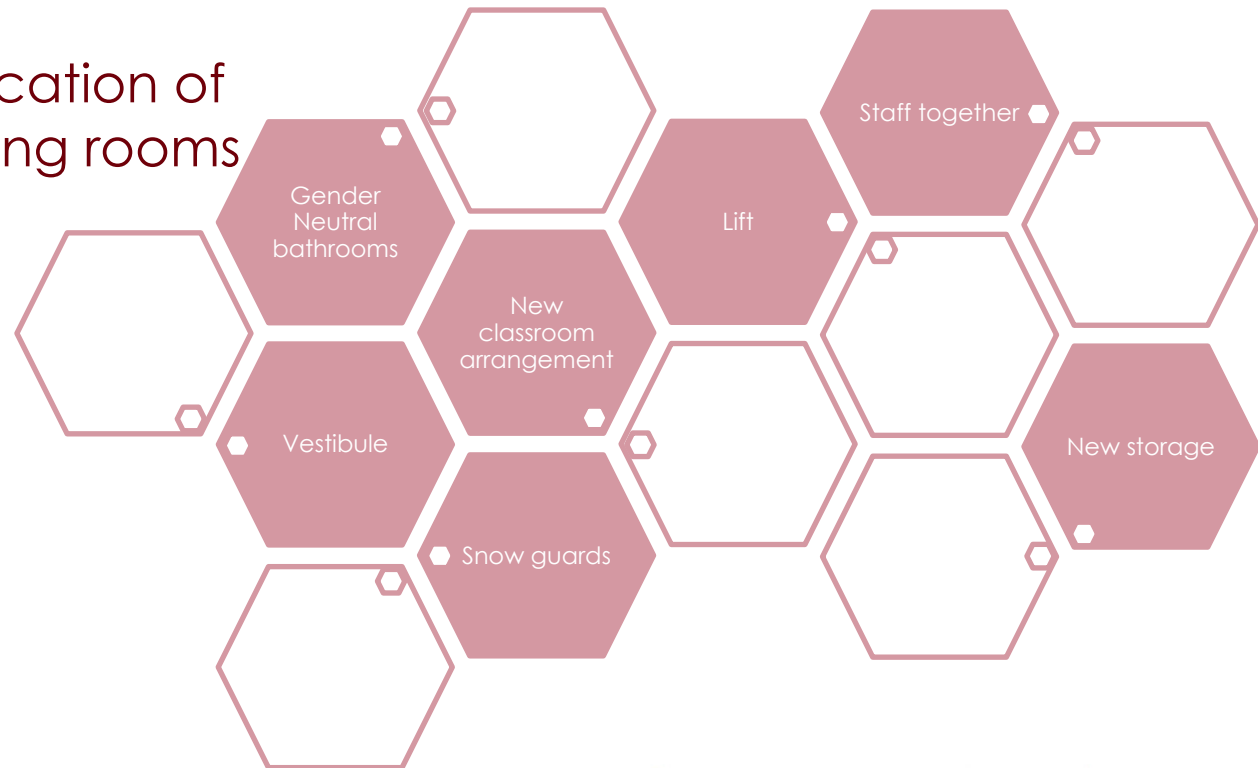 cation of
ng rooms
Staff together
Gender
Neutral
bathrooms
Lift
New
classroom
arrangement
Vestibule
New storage
Snow guards